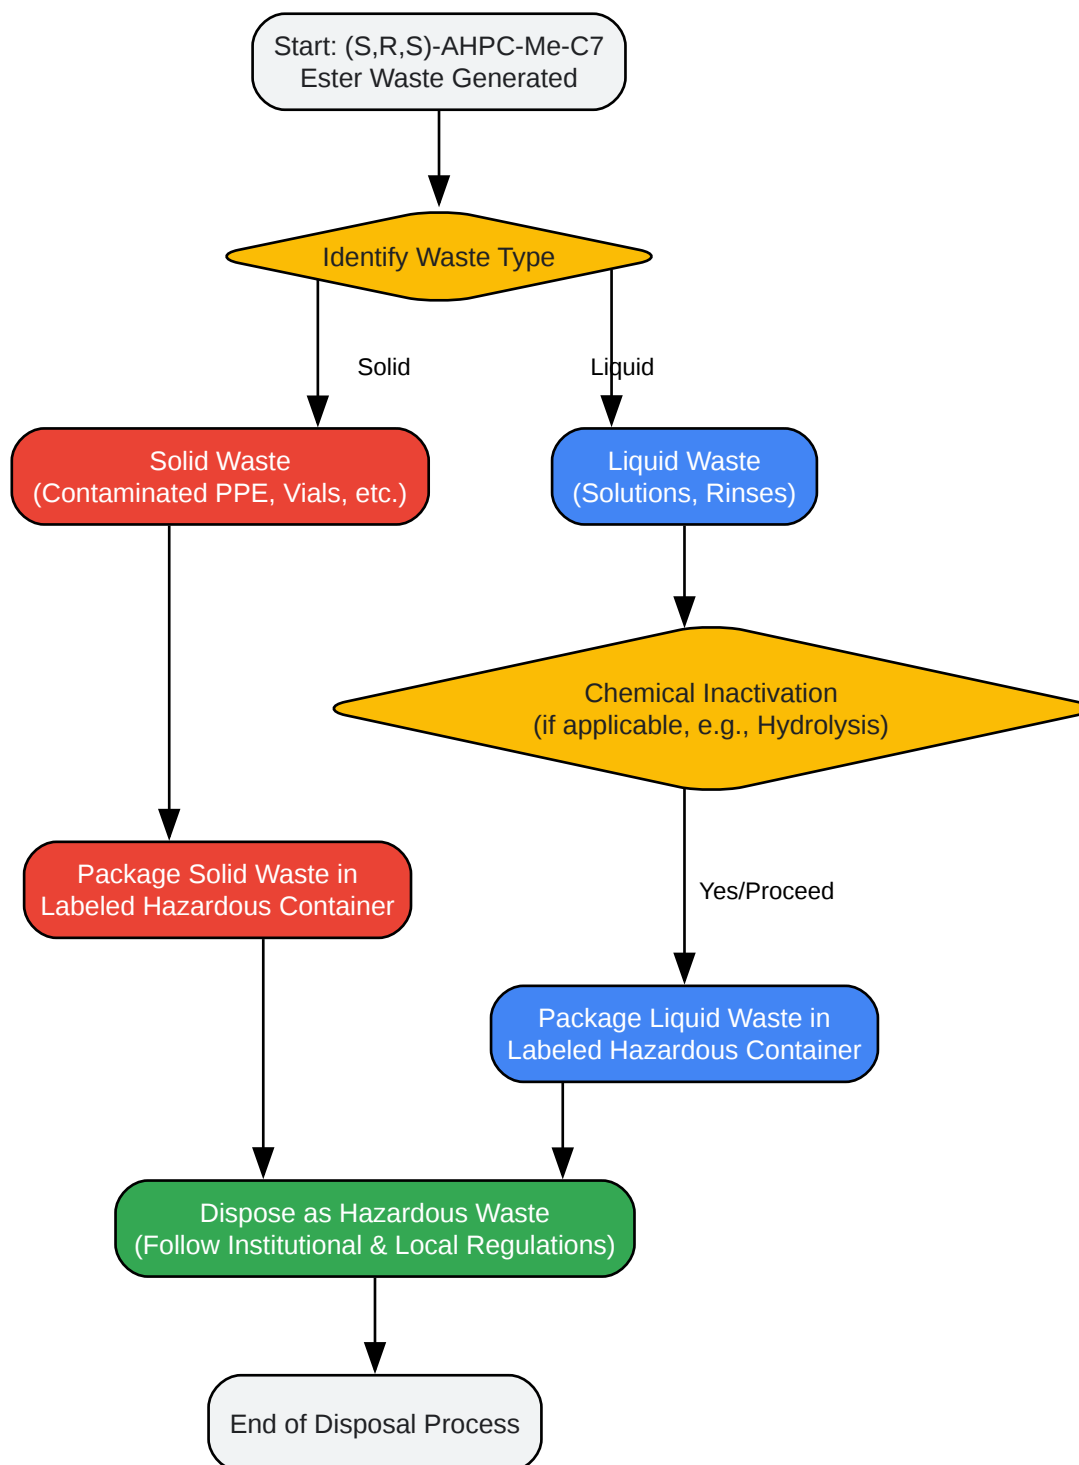 Start: (S,R,S)-AHPC-Me-C7
Ester Waste Generated
Identify Waste Type
Solid
Liquid
Solid Waste
(Contaminated PPE, Vials, etc.)
Liquid Waste
(Solutions, Rinses)
Chemical Inactivation
(if applicable, e.g., Hydrolysis)
Package Solid Waste in
Labeled Hazardous Container
Yes/Proceed
Package Liquid Waste in
Labeled Hazardous Container
Dispose as Hazardous Waste
(Follow Institutional & Local Regulations)
End of Disposal Process